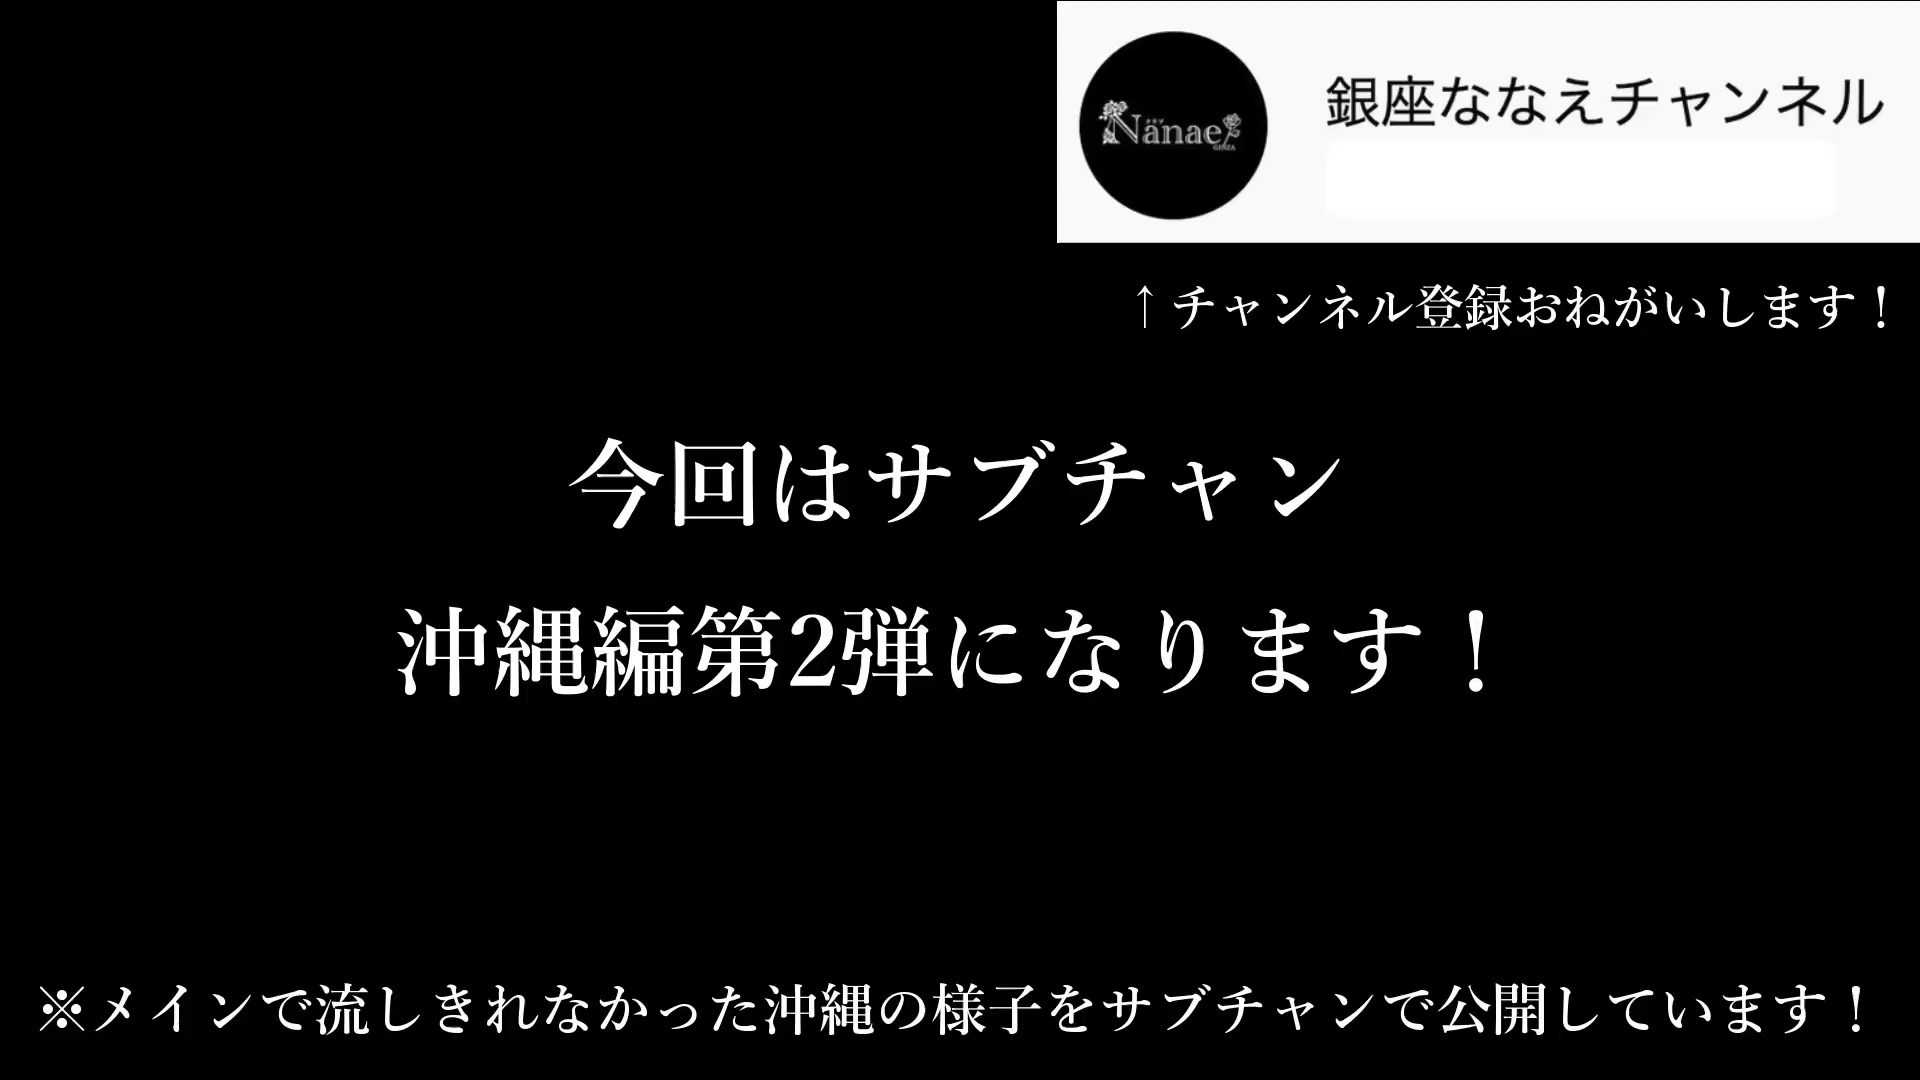 銀座ななえチャンネル
Nanae
GINZA
↑チャンネル登録おねがいします！
今回はサブチャン
沖縄編第2弾になります！
※メインで流しきれなかった沖縄の様子をサブチャンで公開しています！